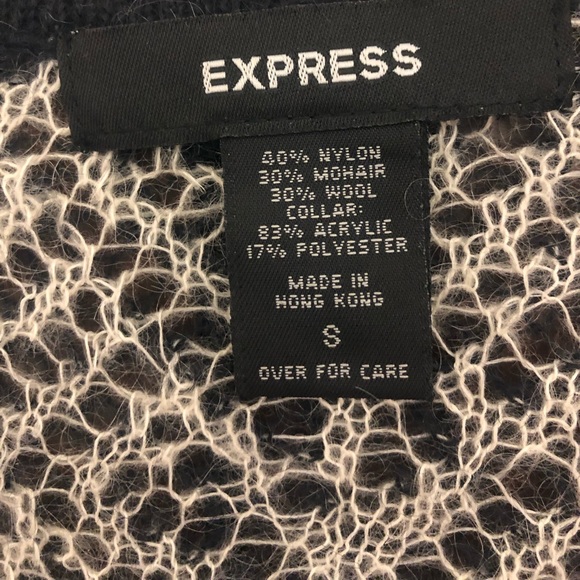 EXPRESS
40% NYLON
30% MOHAIR
30% WOOL
COLLAR:
83% ACRYLIC
17% POLYESTER
MADE IN
HONG KONG
S
OVER FOR CARE